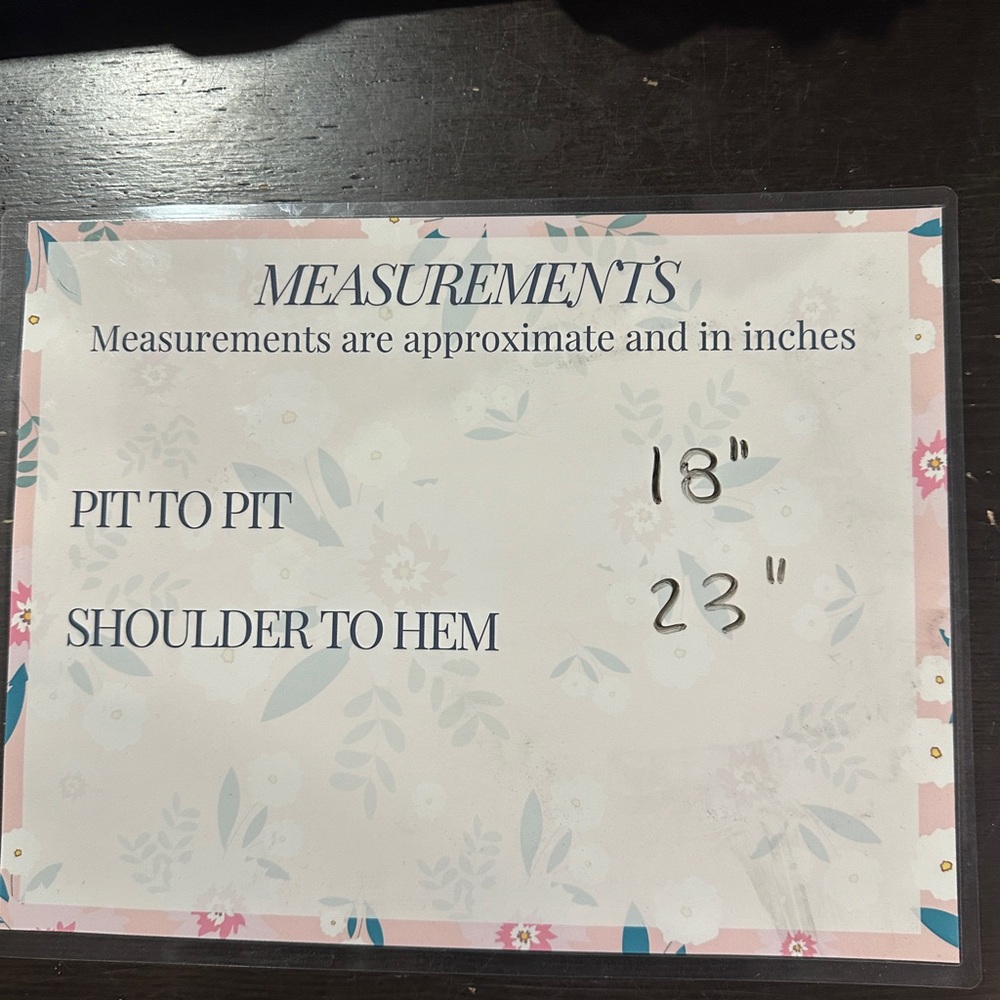 MEASUREMENTS
Measurements are approximate and in inches
PIT TO PIT 18"
SHOULDER TO HEM 23"